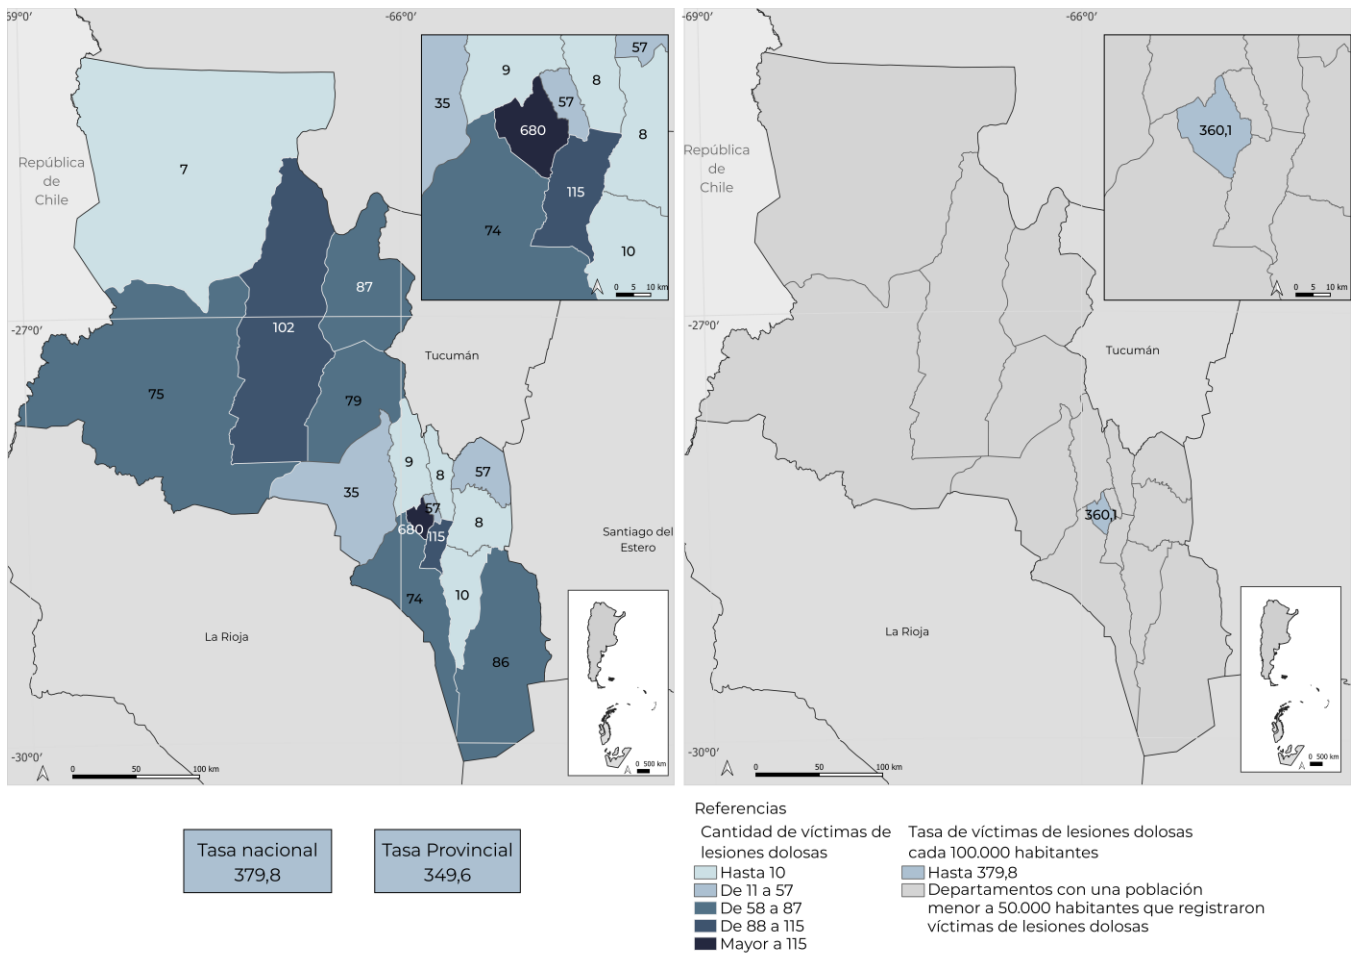 69°0'
-66°0'
República
de
Chile
7
35
9
8
57
57
680
8
115
74
10
0 5 10 km
87
-27°0'
102
Tucumán
75
79
9
8
57
35
57
680
115
8
Santiago del
Estero
74
10
La Rioja
86
-30°0'
0 50 100 km
0 500 km
-69°0'
-66°0'
República
de
Chile
360,1
0 5 10 km
-27°0'
Tucumán
360,1
La Rioja
-30°0'
0 50 100 km
0 500 km
Tasa nacional
379,8
Tasa Provincial
349,6
Referencias
Cantidad de víctimas de
lesiones dolosas
Hasta 10
De 11 a 57
De 58 a 87
De 88 a 115
Mayor a 115
Tasa de víctimas de lesiones dolosas
cada 100.000 habitantes
Hasta 379,8
Departamentos con una población
menor a 50.000 habitantes que registraron
víctimas de lesiones dolosas